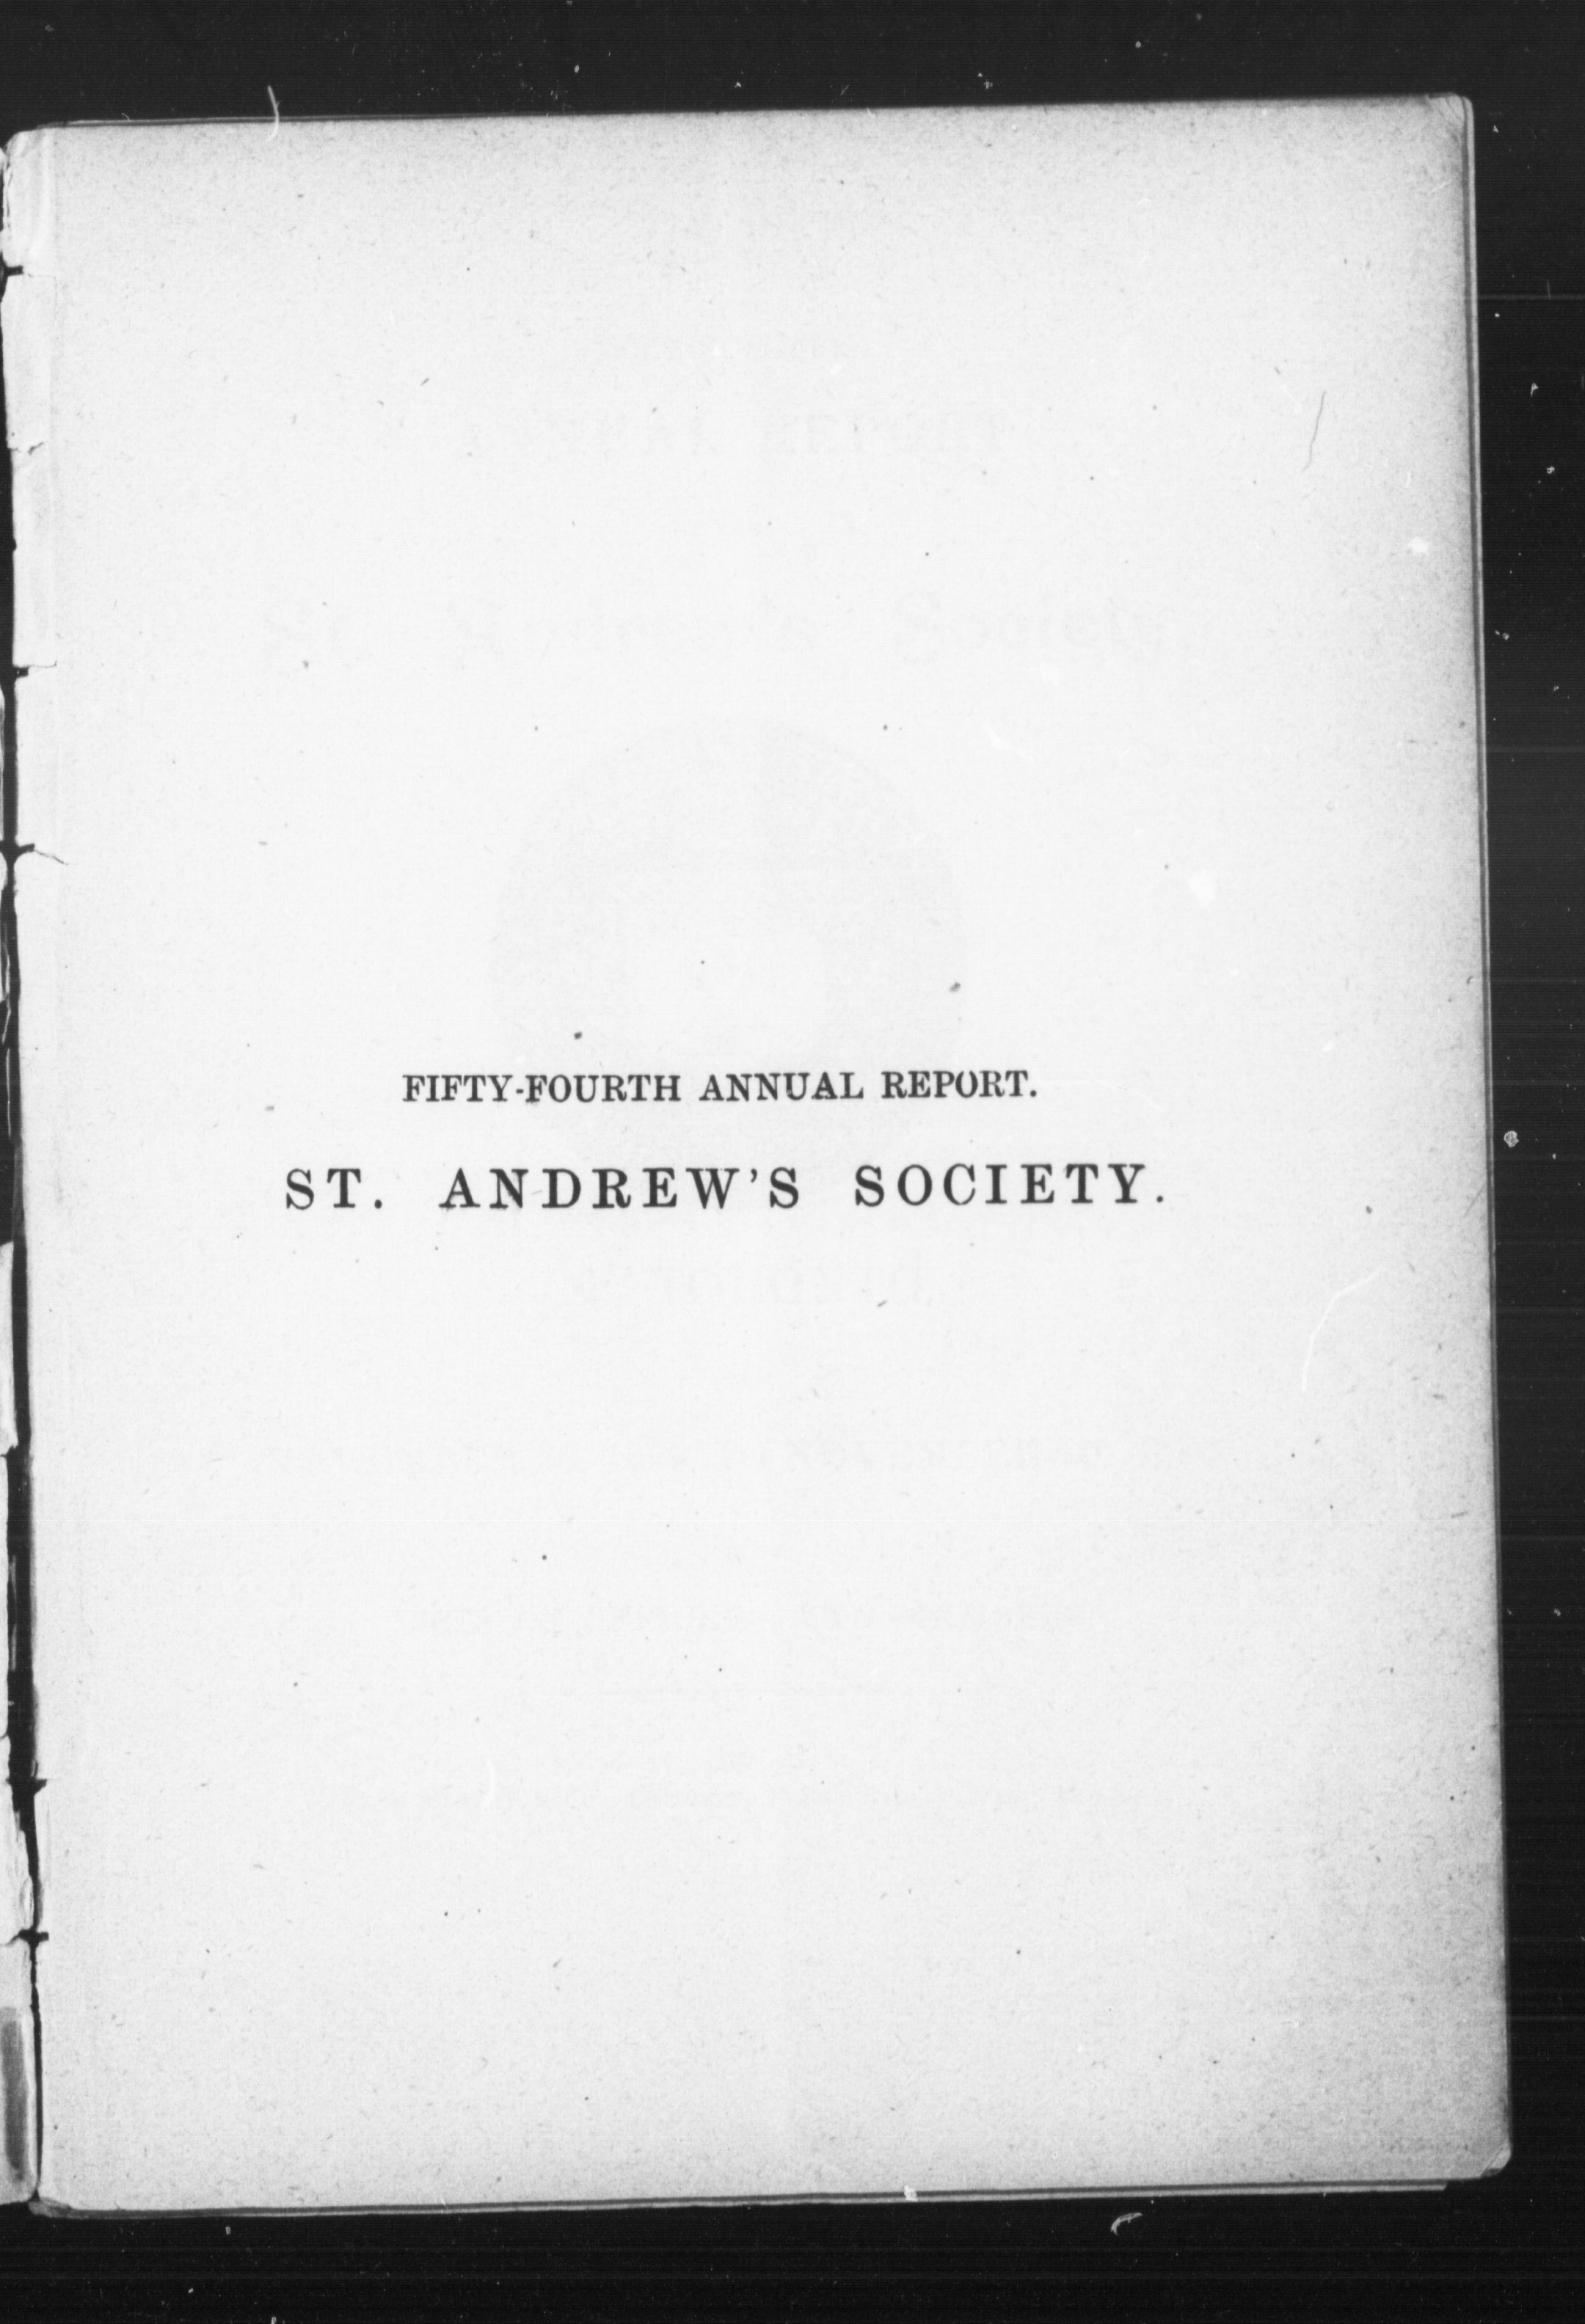 FIFTY-FOURTH ANNUAL REPORT.
ST. ANDREW'S SOCIETY.